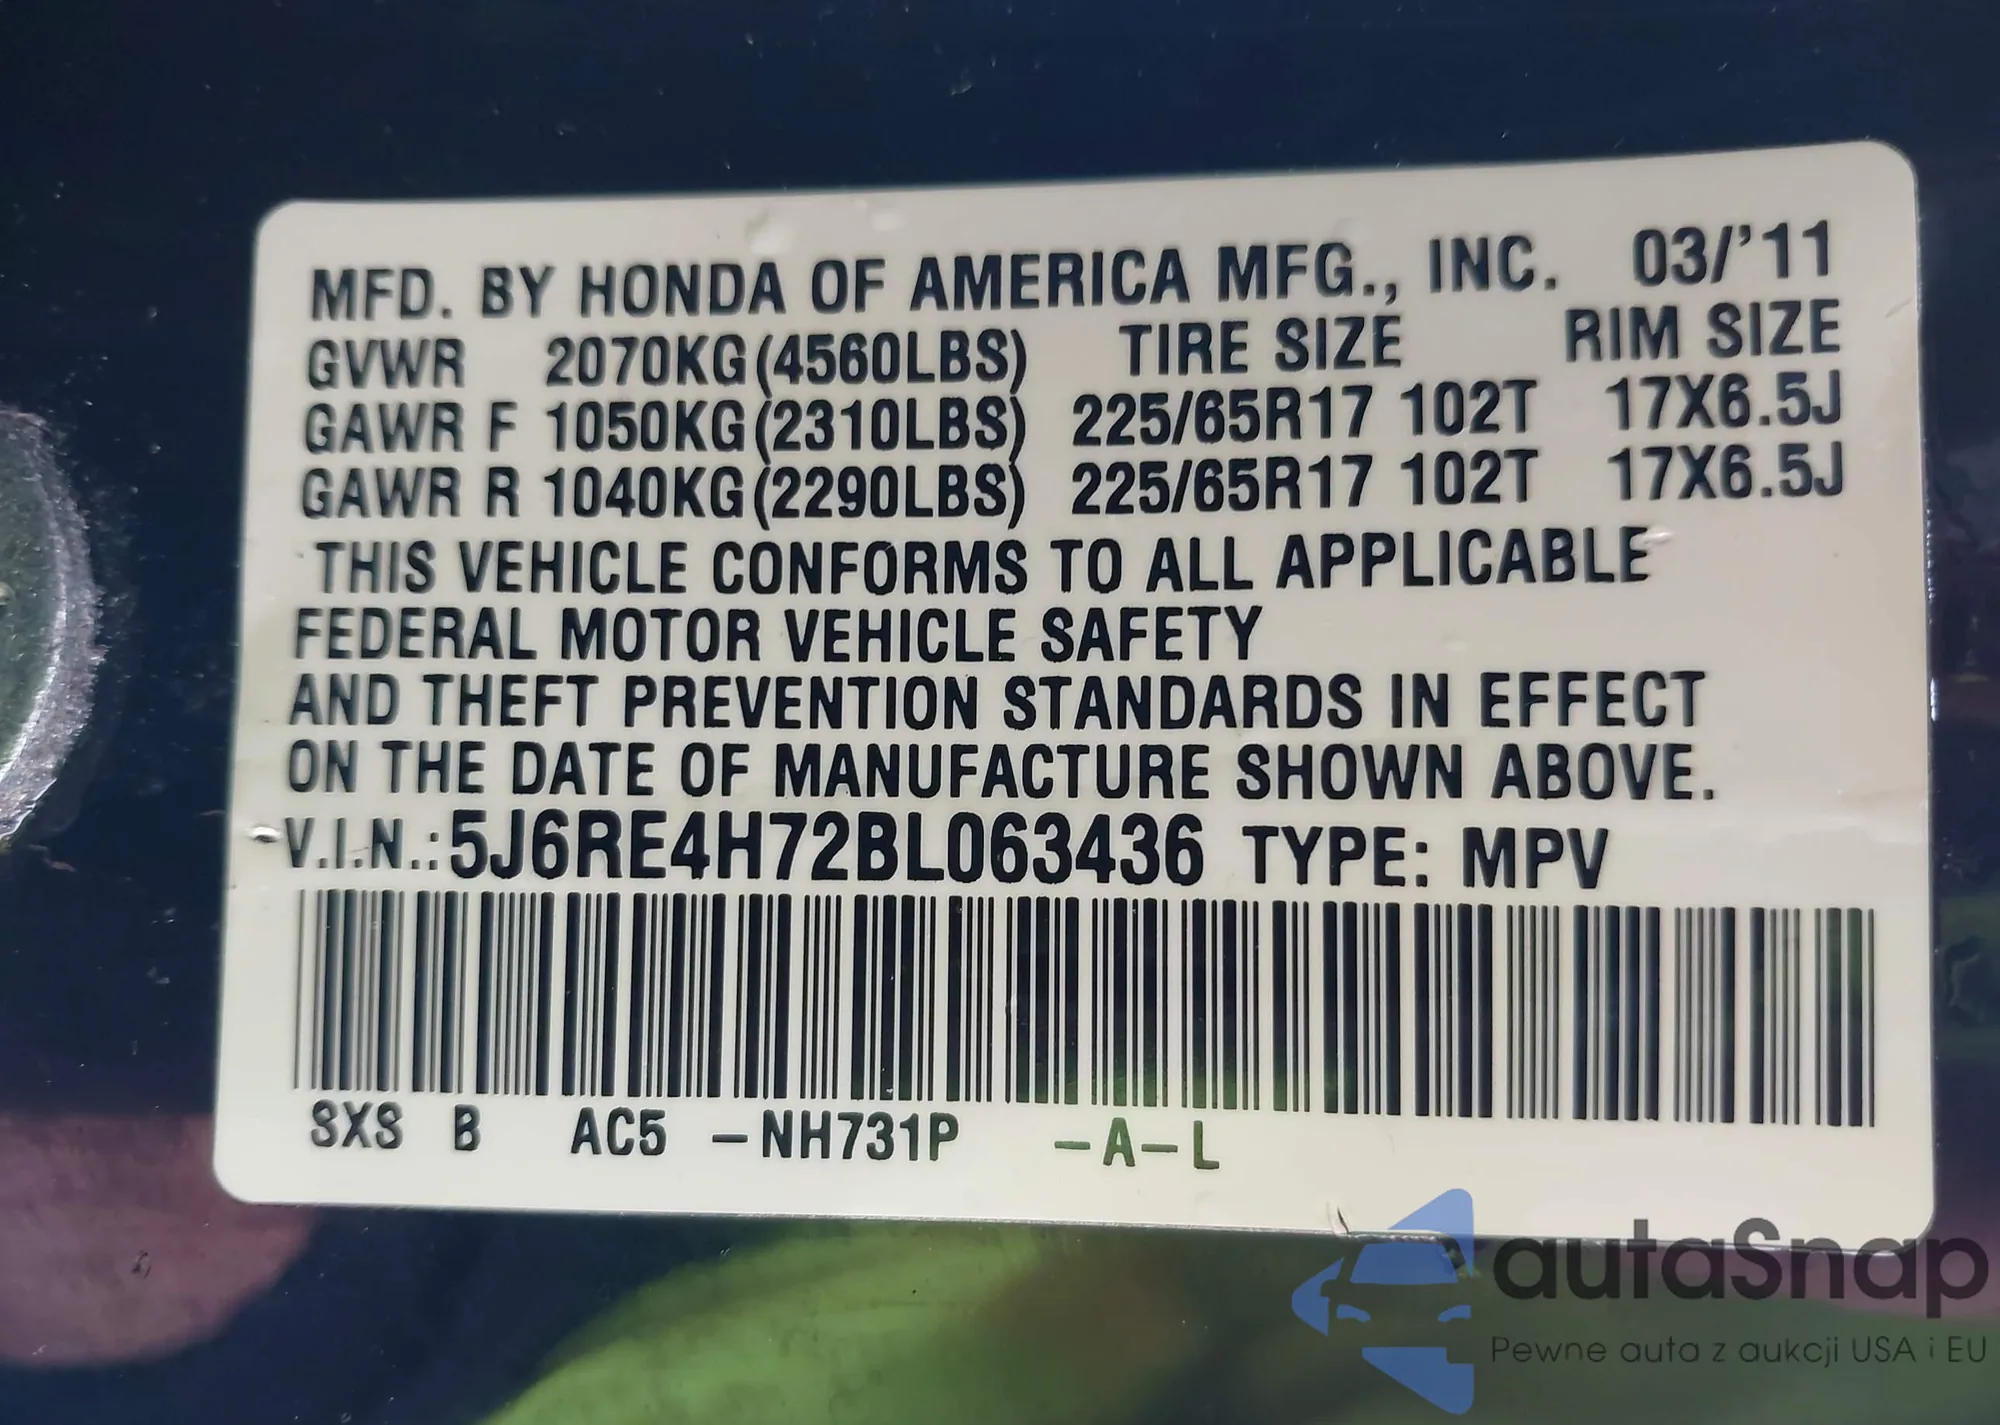 MFD. BY HONDA OF AMERICA MFG., INC. 03/'11
GVWR 2070KG(4560LBS) TIRE SIZE RIM SIZE
GAWR F 1050KG(2310LBS) 225/65R17 102T 17X6.5J
GAWR R 1040KG(2290LBS) 225/65R17 102T 17X6.5J
THIS VEHICLE CONFORMS TO ALL APPLICABLE
FEDERAL MOTOR VEHICLE SAFETY
AND THEFT PREVENTION STANDARDS IN EFFECT
ON THE DATE OF MANUFACTURE SHOWN ABOVE.
V.I.N.: 5J6RE4H72BL063436 TYPE: MPV
SXS B AC5 –NH731P –A–L
autaSnap
Pewne auta z aukcji USA i EU